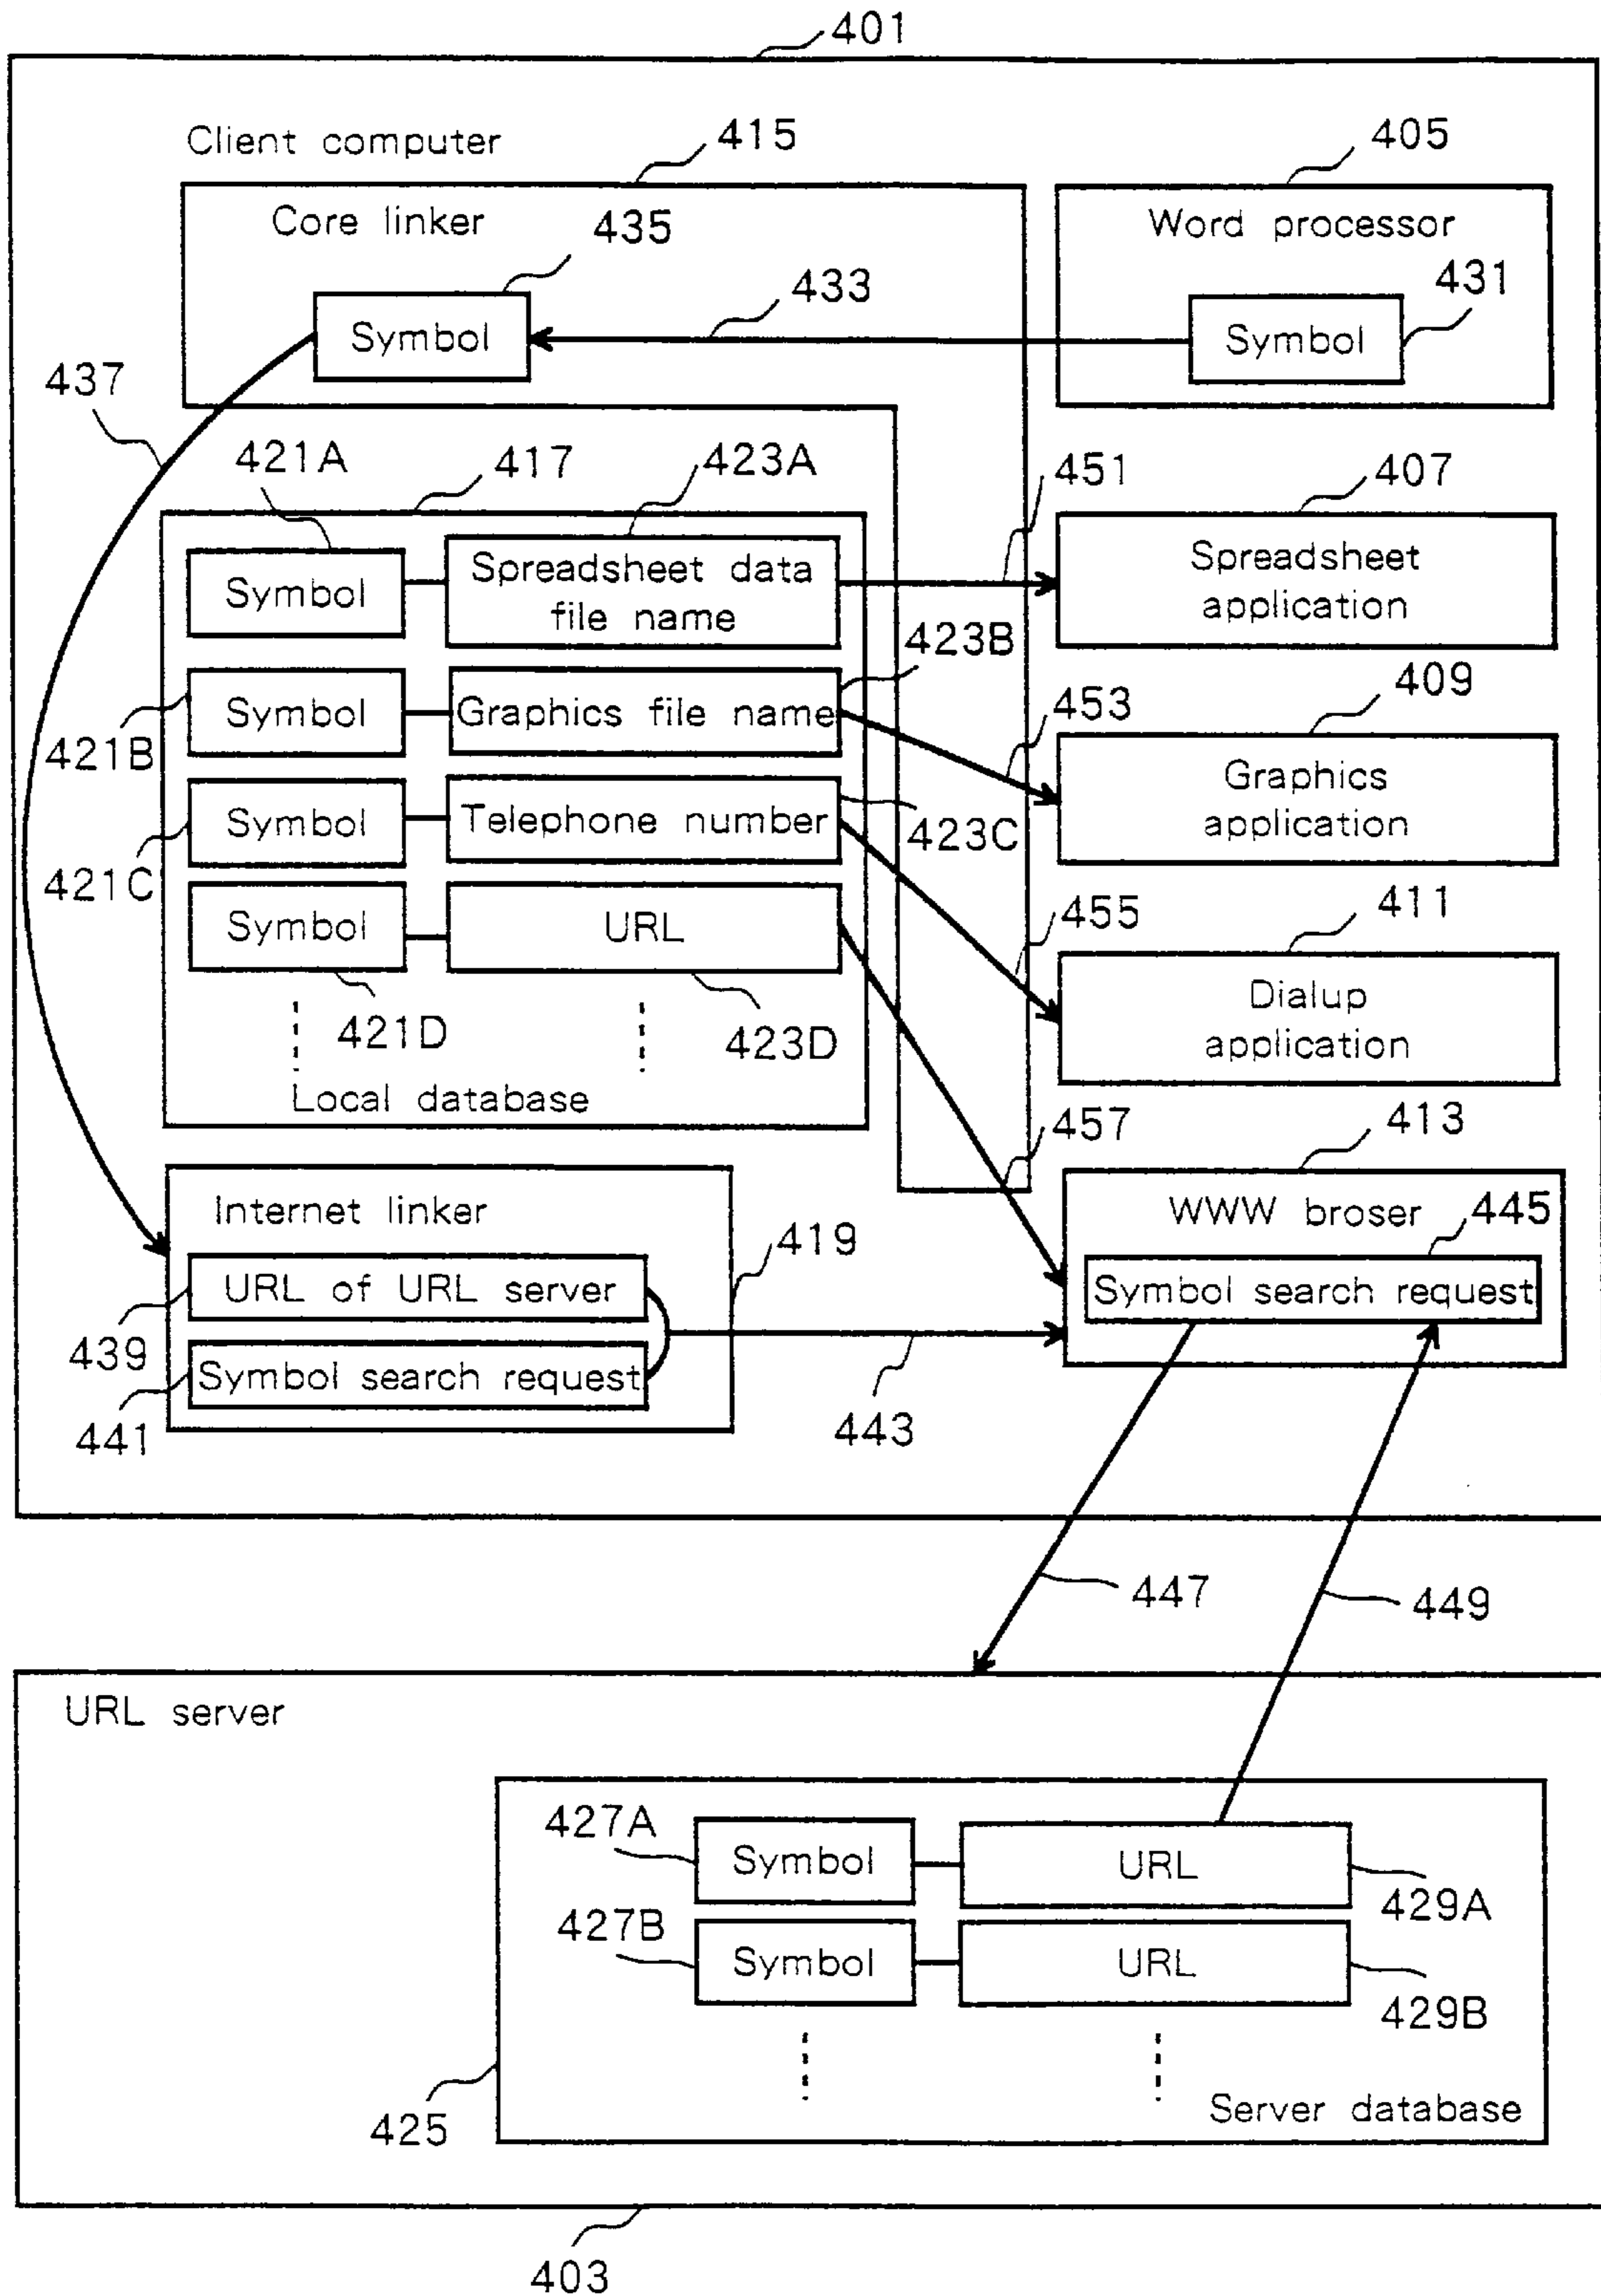 401
Client computer
415
405
Core linker
435
Word processor
431
433
Symbol
Symbol
437
421A
417
423A
451
407
Symbol
Spreadsheet data
file name
Spreadsheet
application
423B
409
421B
Symbol
Graphics file name
453
Graphics
application
421C
Symbol
Telephone number
423C
455
411
Symbol
URL
421D
423D
Dialup
application
Local database
457
413
Internet linker
419
WWW broser
445
URL of URL server
Symbol search request
439
Symbol search request
441
443
447
449
URL server
427A
Symbol
URL
429A
427B
Symbol
URL
429B
425
Server database
403